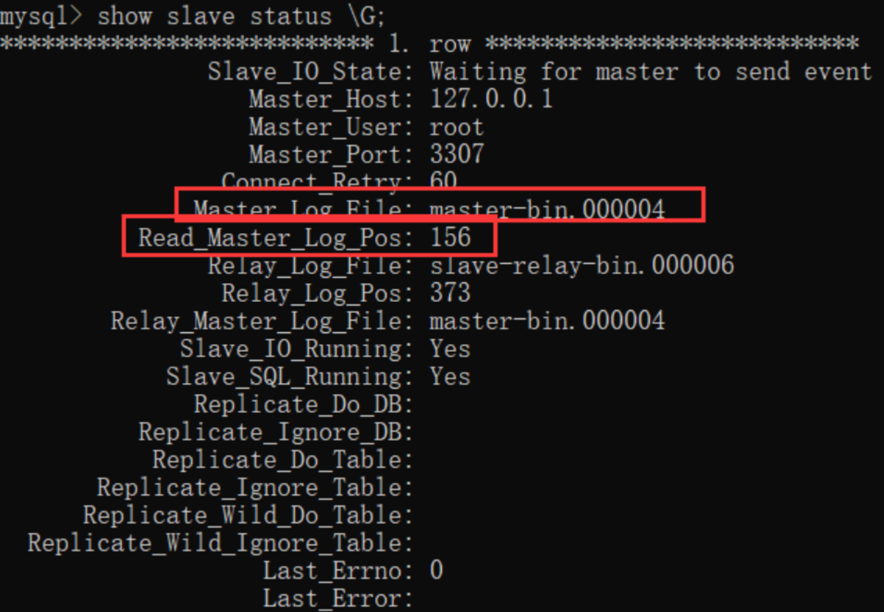 mysql> show slave status \G;
*************************** 1. row ***************************
Slave_IO_State: Waiting for master to send event
Master_Host: 127.0.0.1
Master_User: root
Master_Port: 3307
Connect_Retry: 60
Master_Log_File: master-bin.000004
Read_Master_Log_Pos: 156
Relay_Log_File: slave-relay-bin.000006
Relay_Log_Pos: 373
Relay_Master_Log_File: master-bin.000004
Slave_IO_Running: Yes
Slave_SQL_Running: Yes
Replicate_Do_DB:
Replicate_Ignore_DB:
Replicate_Do_Table:
Replicate_Ignore_Table:
Replicate_Wild_Do_Table:
Replicate_Wild_Ignore_Table:
Last_Errno: 0
Last_Error: